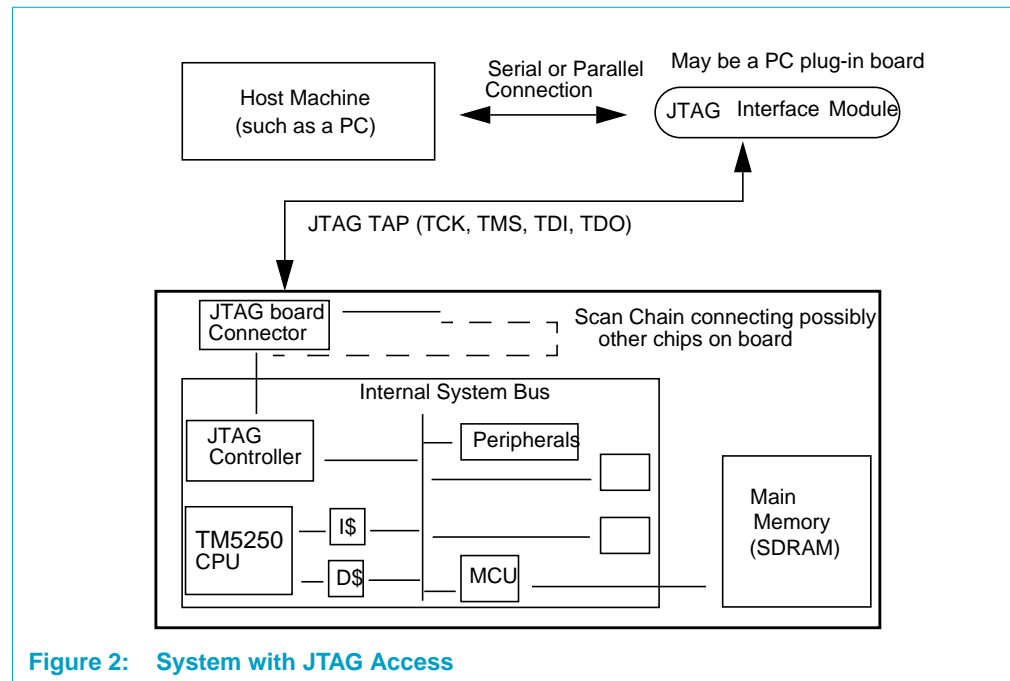 Host Machine
(such as a PC)
Serial or Parallel
Connection
May be a PC plug-in board
JTAG Interface Module
JTAG TAP (TCK, TMS, TDI, TDO)
JTAG board
Connector
Scan Chain connecting possibly
other chips on board
Internal System Bus
JTAG
Controller
Peripherals
TM5250
CPU
I$
D$
MCU
Main
Memory
(SDRAM)
Figure 2: System with JTAG Access